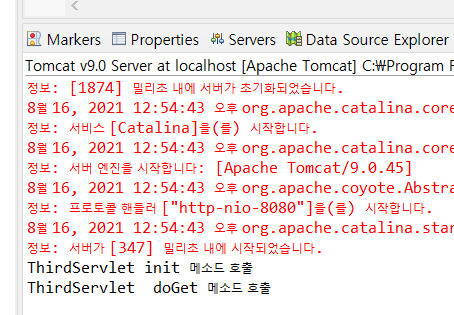 Markers Properties Servers Data Source Explorer
Tomcat v9.0 Server at localhost [Apache Tomcat] C:₩Program F
정보: [1874] 밀리초 내에 서버가 초기화되었습니다.
8월 16, 2021 12:54:43 오후 org.apache.catalina.core
정보: 서비스 [Catalina]을(를) 시작합니다.
8월 16, 2021 12:54:43 오후 org.apache.catalina.core
정보: 서버 엔진을 시작합니다: [Apache Tomcat/9.0.45]
8월 16, 2021 12:54:43 오후 org.apache.coyote.Abstra
정보: 프로토콜 핸들러 ["http-nio-8080"]을(를) 시작합니다.
8월 16, 2021 12:54:43 오후 org.apache.catalina.star
정보: 서버가 [347] 밀리초 내에 시작되었습니다.
ThirdServlet init 메소드 호출
ThirdServlet  doGet 메소드 호출